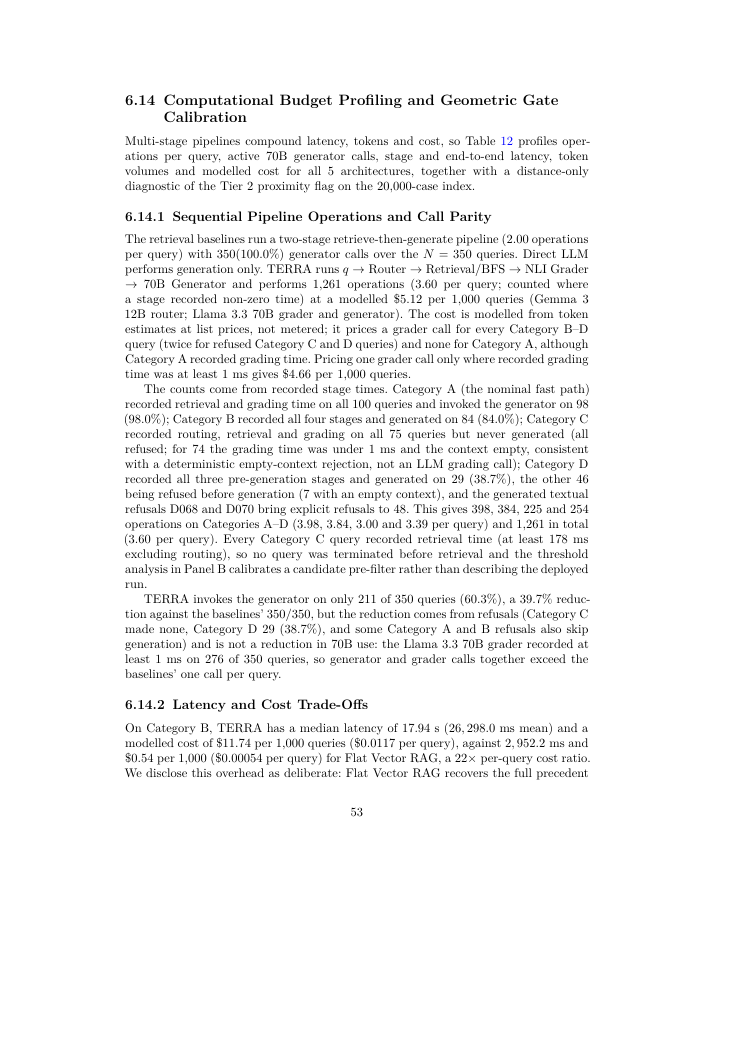 6.14 Computational Budget Profiling and Geometric Gate
Calibration
Multi-stage pipelines compound latency, tokens and cost, so Table 12 profiles oper-
ations per query, active 70B generator calls, stage and end-to-end latency, token
volumes and modelled cost for all 5 architectures, together with a distance-only
diagnostic of the Tier 2 proximity flag on the 20,000-case index.
6.14.1 Sequential Pipeline Operations and Call Parity
The retrieval baselines run a two-stage retrieve-then-generate pipeline (2.00 operations
per query) with 350(100.0%) generator calls over the N = 350 queries. Direct LLM
performs generation only. TERRA runs q → Router → Retrieval/BFS → NLI Grader
→ 70B Generator and performs 1,261 operations (3.60 per query; counted where
a stage recorded non-zero time) at a modelled $5.12 per 1,000 queries (Gemma 3
12B router; Llama 3.3 70B grader and generator). The cost is modelled from token
estimates at list prices, not metered; it prices a grader call for every Category B–D
query (twice for refused Category C and D queries) and none for Category A, although
Category A recorded grading time. Pricing one grader call only where recorded grading
time was at least 1 ms gives $4.66 per 1,000 queries.
The counts come from recorded stage times. Category A (the nominal fast path)
recorded retrieval and grading time on all 100 queries and invoked the generator on 98
(98.0%); Category B recorded all four stages and generated on 84 (84.0%); Category C
recorded routing, retrieval and grading on all 75 queries but never generated (all
refused; for 74 the grading time was under 1 ms and the context empty, consistent
with a deterministic empty-context rejection, not an LLM grading call); Category D
recorded all three pre-generation stages and generated on 29 (38.7%), the other 46
being refused before generation (7 with an empty context), and the generated textual
refusals D068 and D070 bring explicit refusals to 48. This gives 398, 384, 225 and 254
operations on Categories A–D (3.98, 3.84, 3.00 and 3.39 per query) and 1,261 in total
(3.60 per query). Every Category C query recorded retrieval time (at least 178 ms
excluding routing), so no query was terminated before retrieval and the threshold
analysis in Panel B calibrates a candidate pre-filter rather than describing the deployed
run.
TERRA invokes the generator on only 211 of 350 queries (60.3%), a 39.7% reduc-
tion against the baselines' 350/350, but the reduction comes from refusals (Category C
made none, Category D 29 (38.7%), and some Category A and B refusals also skip
generation) and is not a reduction in 70B use: the Llama 3.3 70B grader recorded at
least 1 ms on 276 of 350 queries, so generator and grader calls together exceed the
baselines' one call per query.
6.14.2 Latency and Cost Trade-Offs
On Category B, TERRA has a median latency of 17.94 s (26, 298.0 ms mean) and a
modelled cost of $11.74 per 1,000 queries ($0.0117 per query), against 2, 952.2 ms and
$0.54 per 1,000 ($0.00054 per query) for Flat Vector RAG, a 22× per-query cost ratio.
We disclose this overhead as deliberate: Flat Vector RAG recovers the full precedent
53